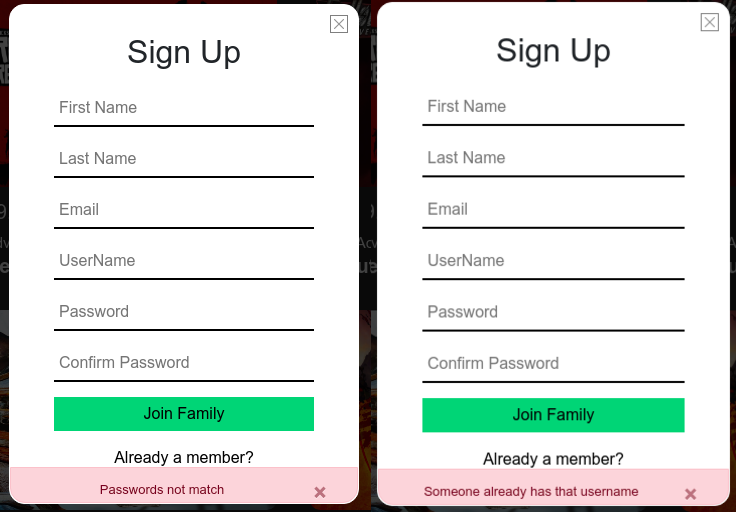 Sign Up
First Name
Last Name
Email
UserName
Password
Confirm Password
Join Family
Already a member?
Passwords not match
Sign Up
First Name
Last Name
Email
UserName
Password
Confirm Password
Join Family
Already a member?
Someone already has that username